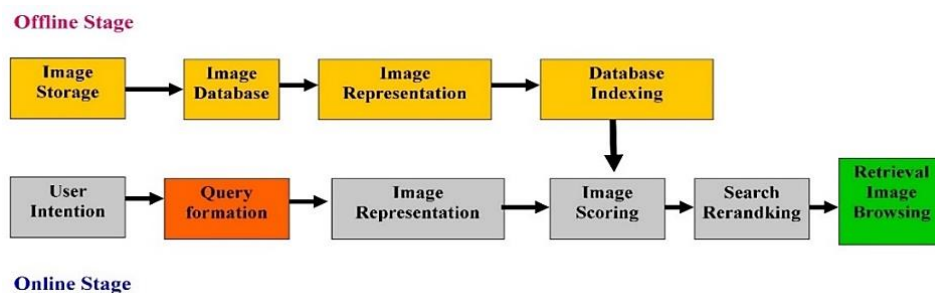 Offline Stage
Image
Storage
Image
Database
Image
Representation
Database
Indexing
User
Intention
Query
formation
Image
Representation
Image
Scoring
Search
Rerandking
Retrieval
Image
Browsing
Online Stage